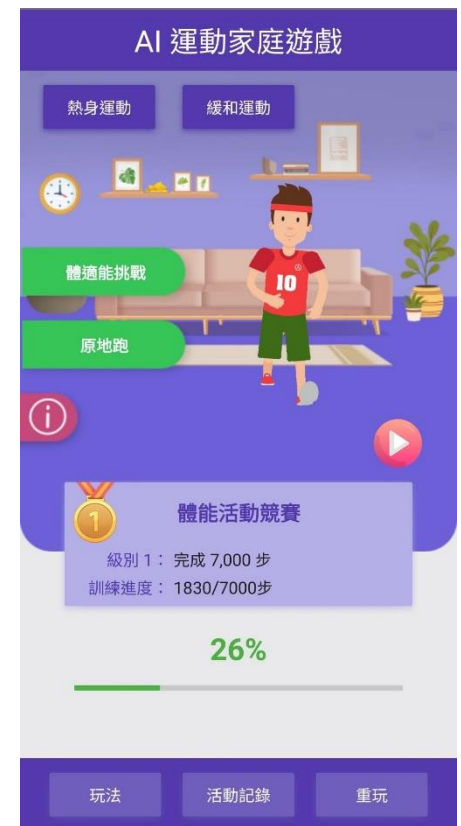 AI 運動家庭遊戲
熱身運動
緩和運動
體適能挑戰
10
原地跑
i
1
體能活動競賽
級別 1： 完成 7,000 步
訓練進度： 1830/7000步
26%
玩法
活動記錄
重玩